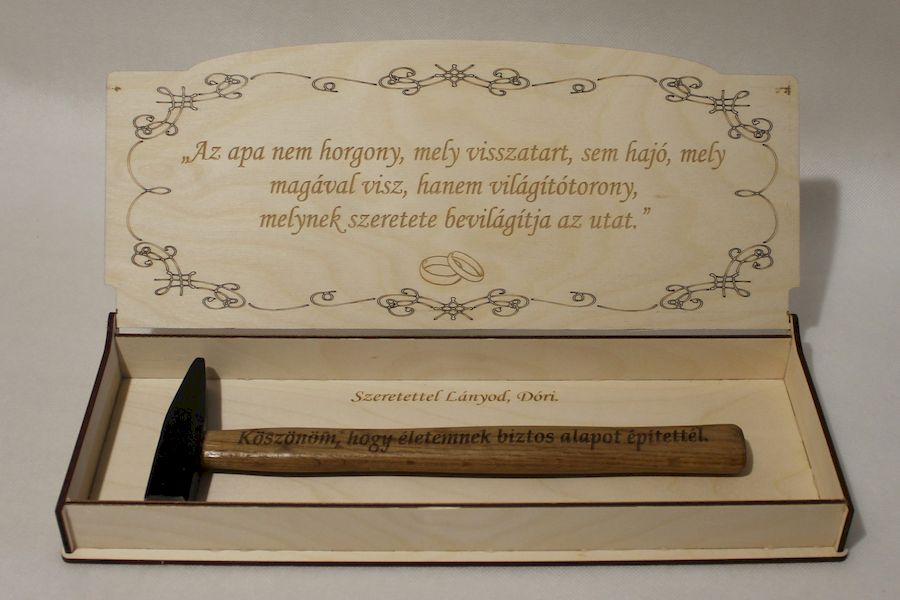 „Az apa nem horgony, mely visszatart, sem hajó, mely
magával visz, hanem világítótorony,
melynek szeretete bevilágítja az utat.”
Szeretettel Lányod, Dóri.
Köszönöm, hogy életemnek biztos alapot építettél.